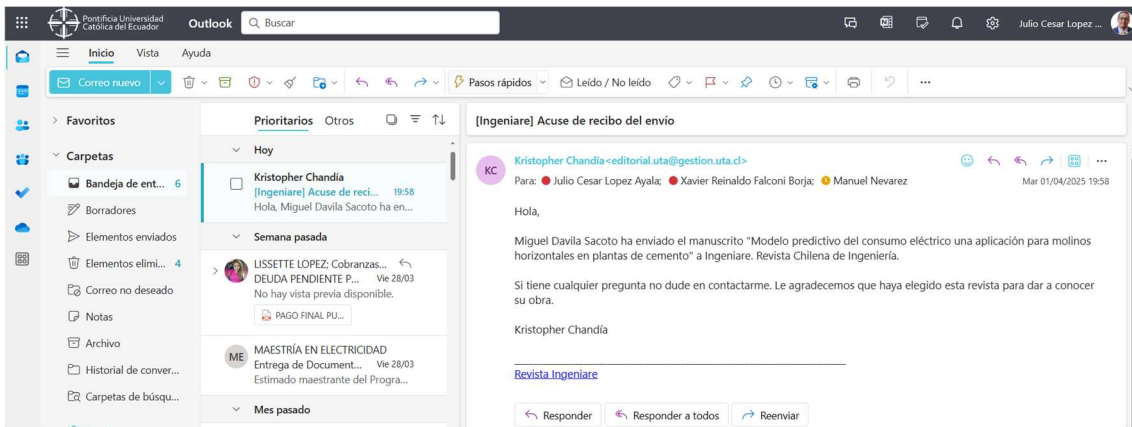 Pontificia Universidad
Católica del Ecuador
Outlook
Buscar
Julio Cesar Lopez ...
Inicio Vista Ayuda
Correo nuevo
Pasos rápidos
Leído / No leído
Favoritos
Carpetas
Bandeja de ent... 6
Borradores
Elementos enviados
Elementos elimi... 4
Correo no deseado
Notas
Archivo
Historial de conver...
Carpetas de búsqu...
Prioritarios Otros
Hoy
Kristopher Chandía
[Ingeniare] Acuse de reci... 19:58
Hola, Miguel Davila Sacoto ha en...
Semana pasada
LISSETTE LOPEZ; Cobranzas...
DEUDA PENDIENTE P... Vie 28/03
No hay vista previa disponible.
PAGO FINAL PU...
ME
MAESTRÍA EN ELECTRICIDAD
Entrega de Document... Vie 28/03
Estimado maestrante del Progra...
Mes pasado
[Ingeniare] Acuse de recibo del envío
KC
Kristopher Chandía<editorial.uta@gestion.uta.cl>
Para: Julio Cesar Lopez Ayala; Xavier Reinaldo Falconi Borja; Manuel Nevarez
Mar 01/04/2025 19:58
Hola,
Miguel Davila Sacoto ha enviado el manuscrito "Modelo predictivo del consumo eléctrico una aplicación para molinos
horizontales en plantas de cemento" a Ingeniare. Revista Chilena de Ingeniería.
Si tiene cualquier pregunta no dude en contactarme. Le agradecemos que haya elegido esta revista para dar a conocer
su obra.
Kristopher Chandía
Revista Ingeniare
Responder
Responder a todos
Reenviar